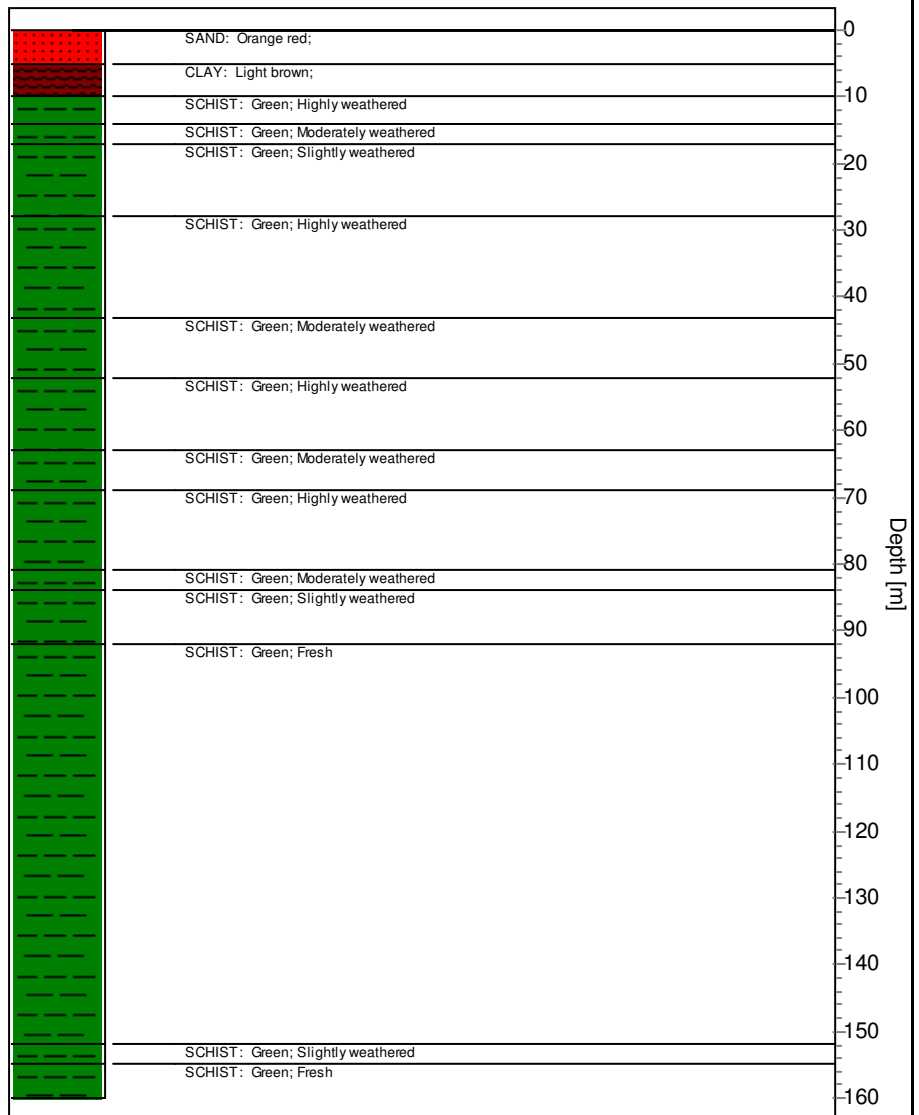 0
SAND: Orange red;
CLAY: Light brown;
10
SCHIST: Green; Highly weathered
SCHIST: Green; Moderately weathered
SCHIST: Green; Slightly weathered
20
SCHIST: Green; Highly weathered
30
40
SCHIST: Green; Moderately weathered
50
SCHIST: Green; Highly weathered
60
SCHIST: Green; Moderately weathered
70
SCHIST: Green; Highly weathered
Depth [m]
80
SCHIST: Green; Moderately weathered
SCHIST: Green; Slightly weathered
90
SCHIST: Green; Fresh
100
110
120
130
140
150
SCHIST: Green; Slightly weathered
SCHIST: Green; Fresh
160